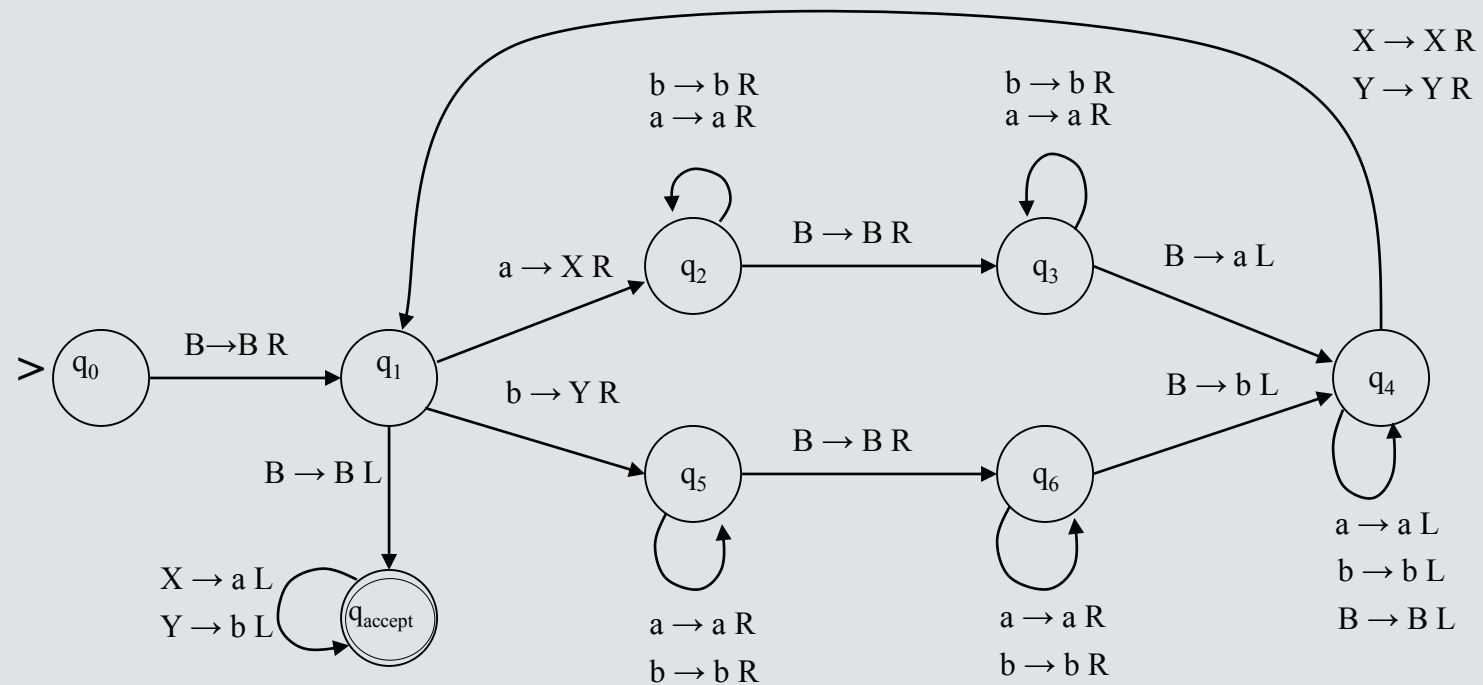 X → X R
Y → Y R
b → b R
a → a R
b → b R
a → a R
B → B R
B → a L
a → X R
q2
q3
>
q0
B→B R
q1
q4
b → Y R
B → b L
B → B R
q5
q6
B → B L
X → a L
Y → b L
qaccept
a → a R
b → b R
a → a R
b → b R
a → a L
b → b L
B → B L